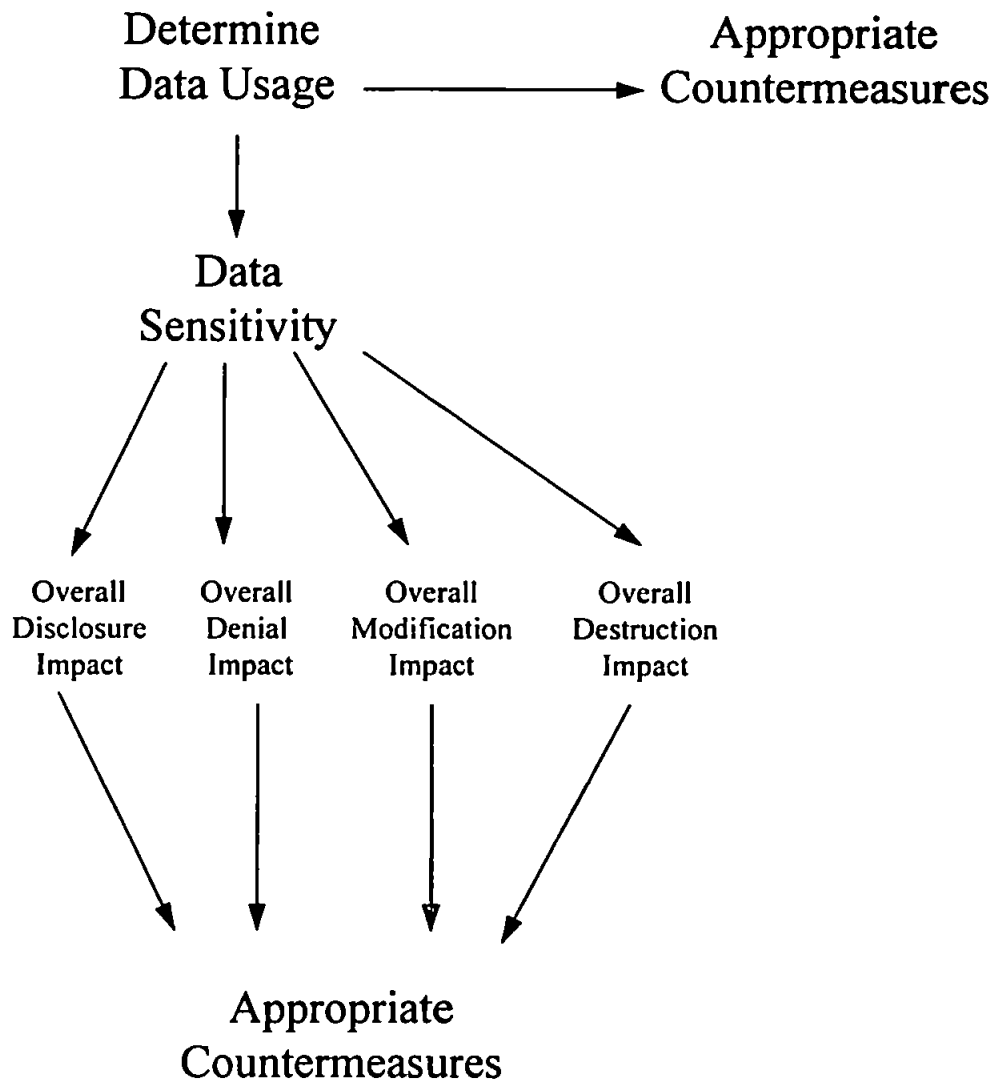 Determine
Data Usage
Appropriate
Countermeasures
Data
Sensitivity
Overall
Disclosure
Impact
Overall
Denial
Impact
Overall
Modification
Impact
Overall
Destruction
Impact
Appropriate
Countermeasures